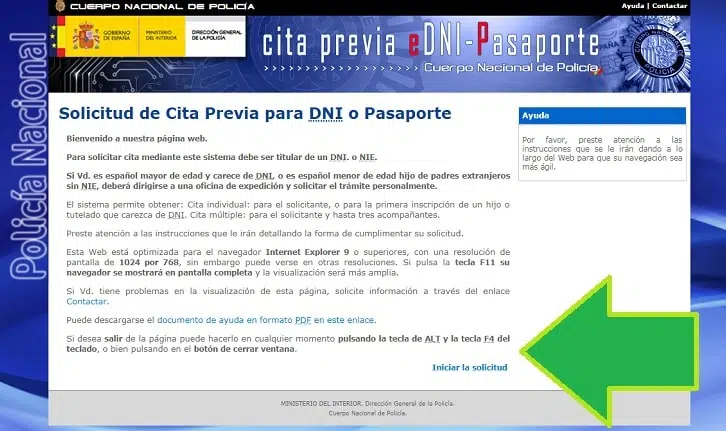 CUERPO NACIONAL DE POLICÍA
Ayuda | Contactar
GOBIERNO DE ESPAÑA
MINISTERIO DEL INTERIOR
DIRECCIÓN GENERAL DE LA POLICÍA
cita previa eDNI-Pasaporte
Cuerpo Nacional de Policía
Policía Nacional
Solicitud de Cita Previa para DNI o Pasaporte
Bienvenido a nuestra página web.
Para solicitar cita mediante este sistema debe ser titular de un DNI. o NIE.
Si Vd. es español mayor de edad y carece de DNI, o es español menor de edad hijo de padres extranjeros
sin NIE, deberá dirigirse a una oficina de expedición y solicitar el trámite personalmente.
El sistema permite obtener: Cita individual: para el solicitante, o para la primera inscripción de un hijo o
tutelado que carezca de DNI. Cita múltiple: para el solicitante y hasta tres acompañantes.
Preste atención a las instrucciones que le irán detallando la forma de cumplimentar su solicitud.
Esta Web está optimizada para el navegador Internet Explorer 9 o superiores, con una resolución de
pantalla de 1024 por 768, sin embargo puede verse en otras resoluciones. Si pulsa la tecla F11 su
navegador se mostrará en pantalla completa y la visualización será más amplia.
Si Vd. tiene problemas en la visualización de esta página, solicite información a través del enlace
Contactar.
Puede descargarse el documento de ayuda en formato PDF en este enlace.
Si desea salir de la página puede hacerlo en cualquier momento pulsando la tecla de ALT y la tecla F4 del
teclado, o bien pulsando en el botón de cerrar ventana.
Iniciar la solicitud
Ayuda
Por favor, preste atención a las
instrucciones que se le irán dando a lo
largo del Web para que su navegación sea
más ágil.
MINISTERIO DEL INTERIOR. Dirección General de la Policía.
Cuerpo Nacional de Policía.